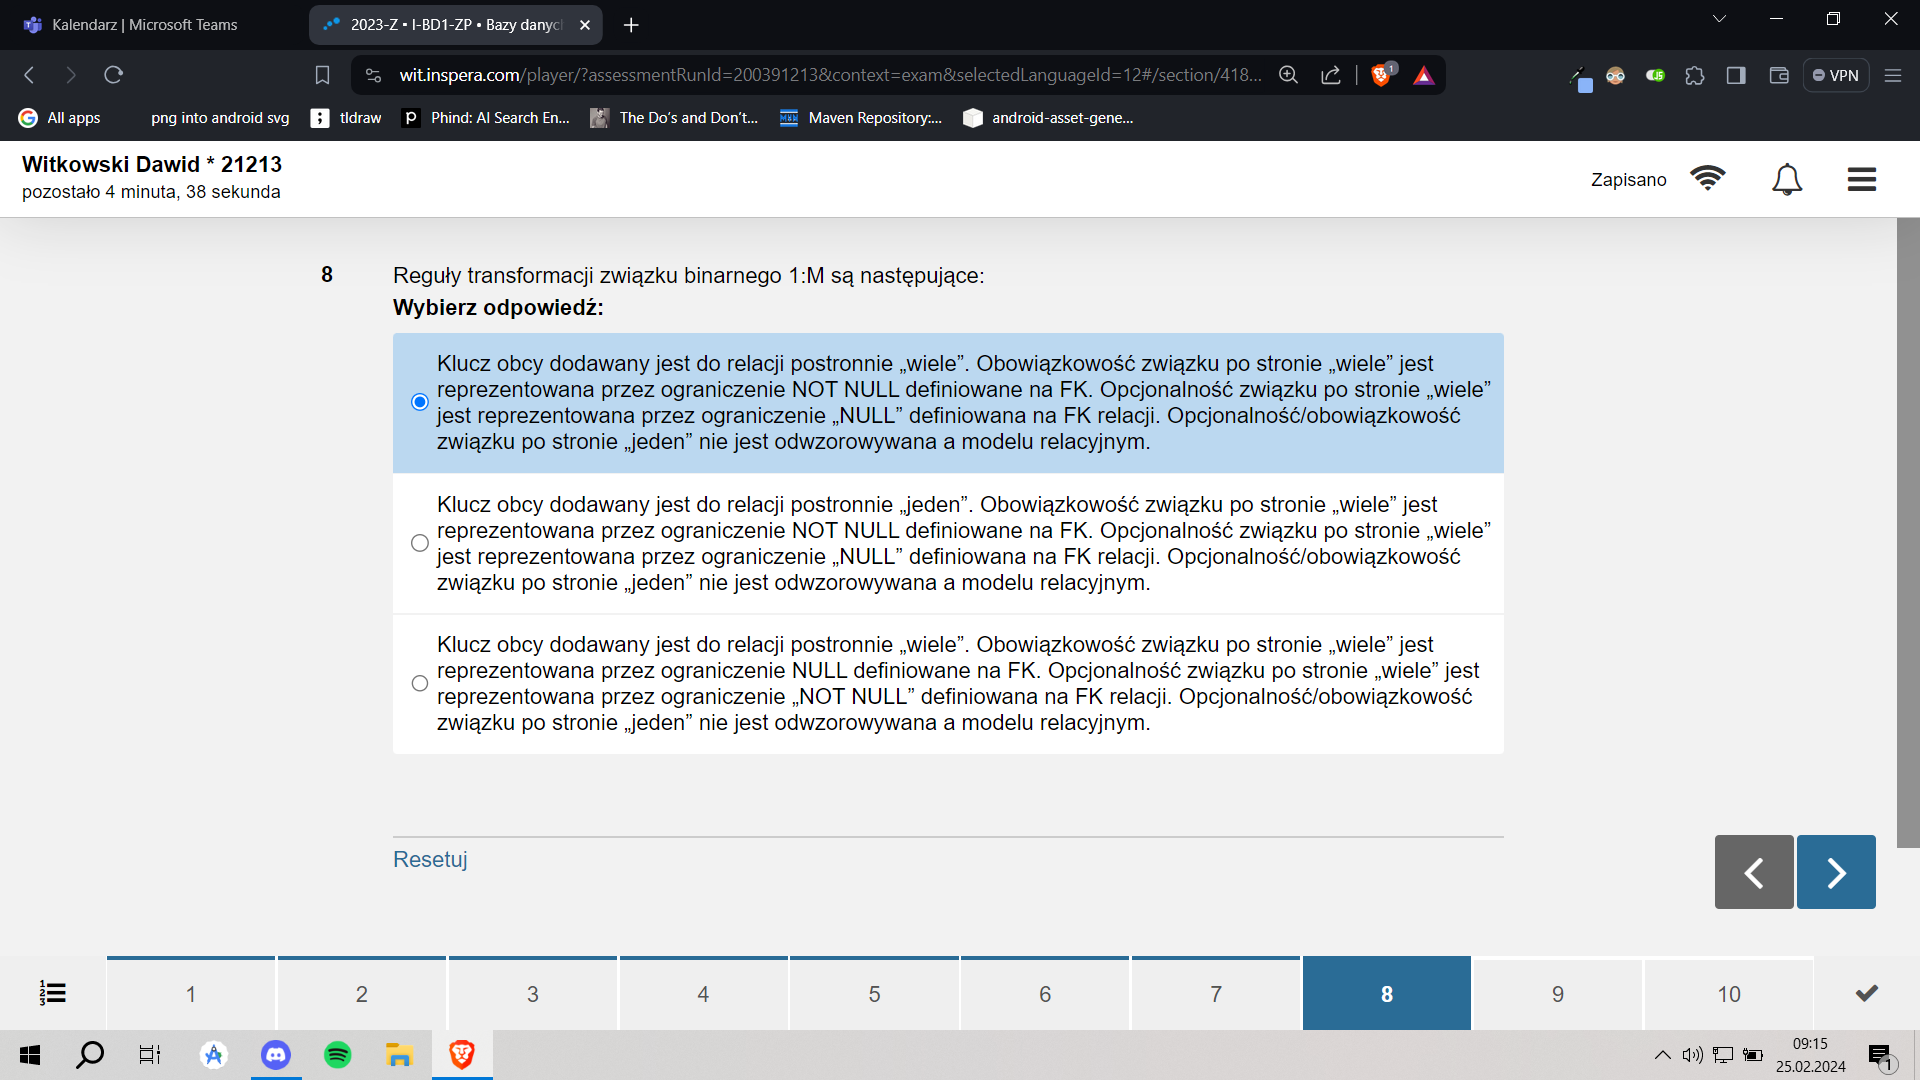 Kalendarz | Microsoft Teams
2023-Z • I-BD1-ZP • Bazy danyc
wit.inspera.com/player/?assessmentRunId=200391213&context=exam&selectedLanguageId=12#/section/418...
1
VPN
All apps
png into android svg
tldraw
Phind: AI Search En...
The Do's and Don't...
Maven Repository:...
android-asset-gene...
Witkowski Dawid * 21213
pozostało 4 minuta, 38 sekunda
Zapisano
8
Reguły transformacji związku binarnego 1:M są następujące:
Wybierz odpowiedź:
Klucz obcy dodawany jest do relacji postronnie „wiele”. Obowiązkowość związku po stronie „wiele” jest
reprezentowana przez ograniczenie NOT NULL definiowane na FK. Opcjonalność związku po stronie „wiele”
jest reprezentowana przez ograniczenie „NULL” definiowana na FK relacji. Opcjonalność/obowiązkowość
związku po stronie „jeden” nie jest odwzorowywana a modelu relacyjnym.
Klucz obcy dodawany jest do relacji postronnie „jeden”. Obowiązkowość związku po stronie „wiele” jest
reprezentowana przez ograniczenie NOT NULL definiowane na FK. Opcjonalność związku po stronie „wiele”
jest reprezentowana przez ograniczenie „NULL” definiowana na FK relacji. Opcjonalność/obowiązkowość
związku po stronie „jeden” nie jest odwzorowywana a modelu relacyjnym.
Klucz obcy dodawany jest do relacji postronnie „wiele”. Obowiązkowość związku po stronie „wiele” jest
reprezentowana przez ograniczenie NULL definiowane na FK. Opcjonalność związku po stronie „wiele” jest
reprezentowana przez ograniczenie „NOT NULL” definiowana na FK relacji. Opcjonalność/obowiązkowość
związku po stronie „jeden” nie jest odwzorowywana a modelu relacyjnym.
Resetuj
1
2
3
4
5
6
7
8
9
10
09:15
25.02.2024
1